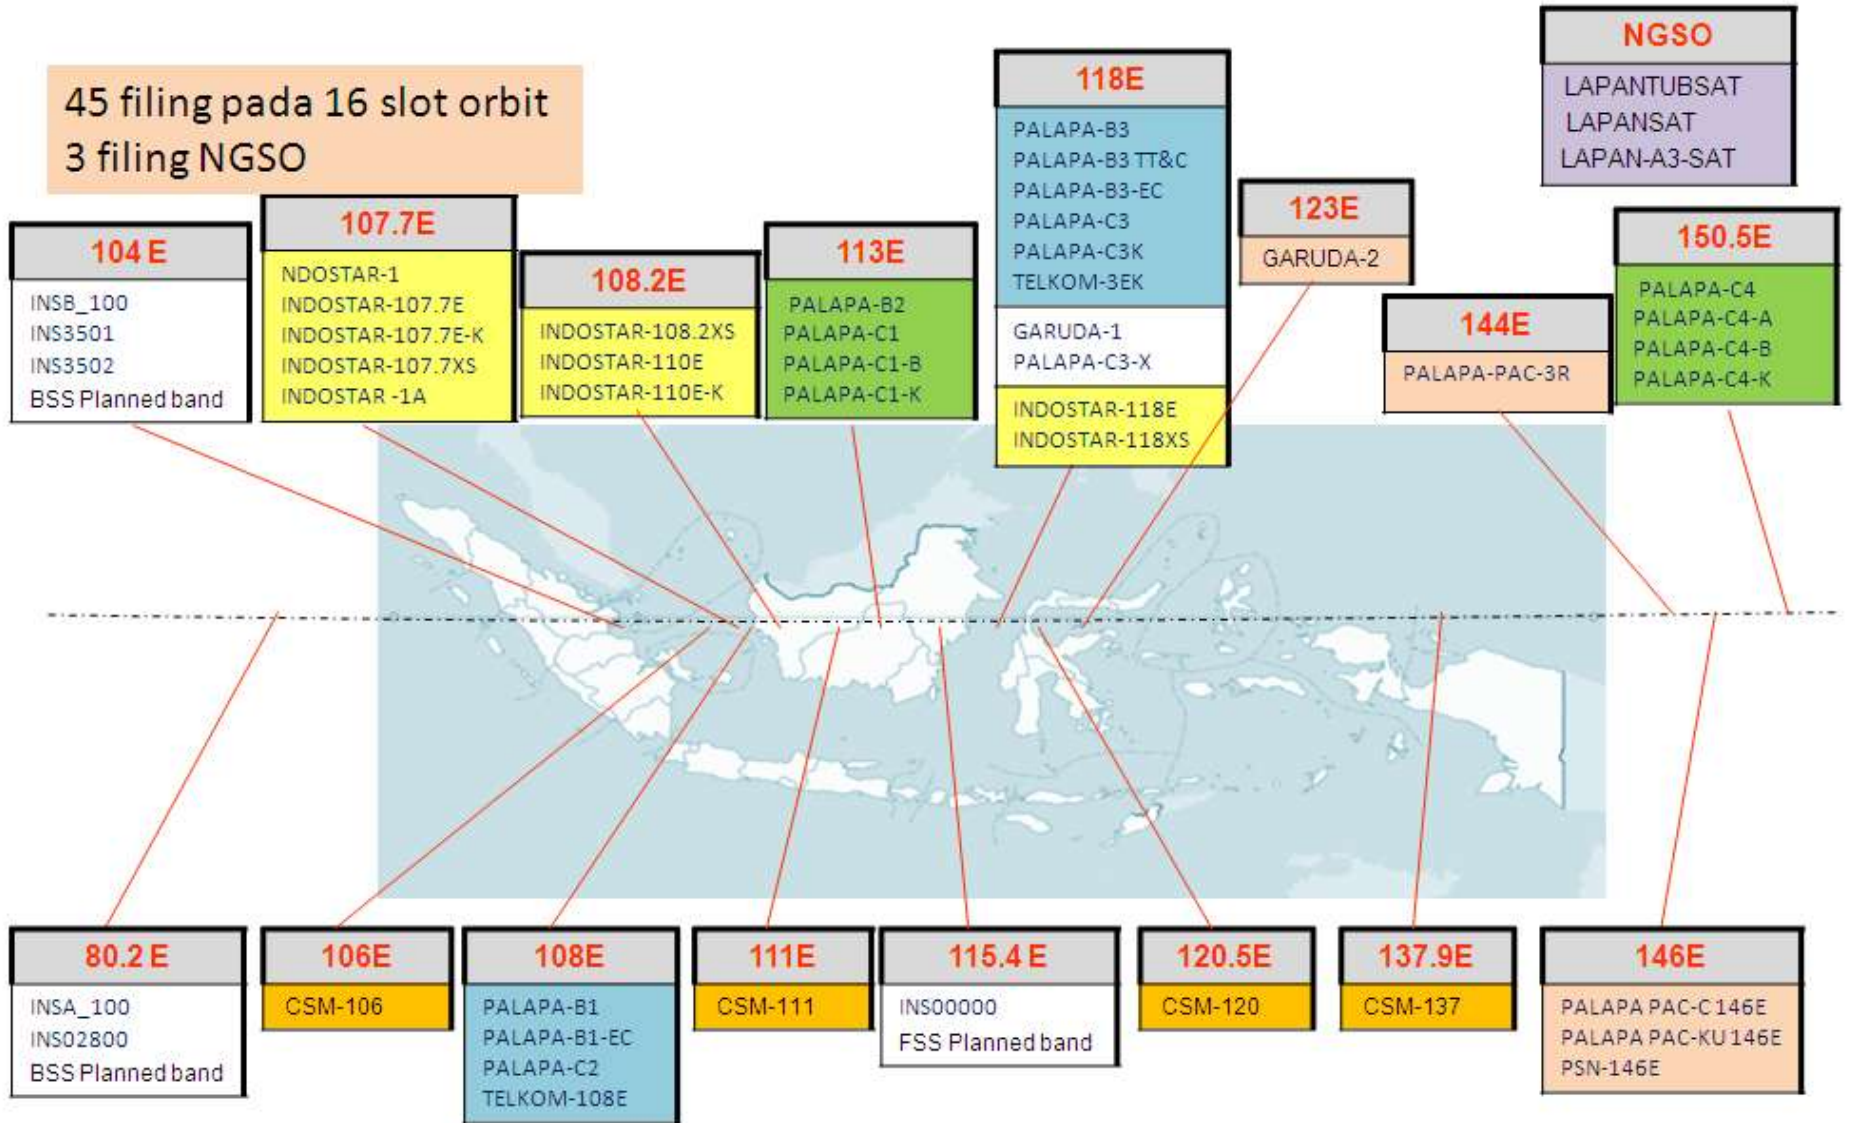 45 filing pada 16 slot orbit
3 filing NGSO
NGSO
LAPANTUBSAT
LAPANSAT
LAPAN-A3-SAT
104 E
INSB_100
INS3501
INS3502
BSS Planned band
107.7E
NDOSTAR-1
INDOSTAR-107.7E
INDOSTAR-107.7E-K
INDOSTAR-107.7XS
INDOSTAR -1A
108.2E
INDOSTAR-108.2XS
INDOSTAR-110E
INDOSTAR-110E-K
113E
PALAPA-B2
PALAPA-C1
PALAPA-C1-B
PALAPA-C1-K
118E
PALAPA-B3
PALAPA-B3 TT&C
PALAPA-B3-EC
PALAPA-C3
PALAPA-C3K
TELKOM-3EK
GARUDA-1
PALAPA-C3-X
INDOSTAR-118E
INDOSTAR-118XS
123E
GARUDA-2
144E
PALAPA-PAC-3R
150.5E
PALAPA-C4
PALAPA-C4-A
PALAPA-C4-B
PALAPA-C4-K
80.2 E
INSA_100
INS02800
BSS Planned band
106E
CSM-106
108E
PALAPA-B1
PALAPA-B1-EC
PALAPA-C2
TELKOM-108E
111E
CSM-111
115.4 E
INS00000
FSS Planned band
120.5E
CSM-120
137.9E
CSM-137
146E
PALAPA PAC-C 146E
PALAPA PAC-KU 146E
PSN-146E